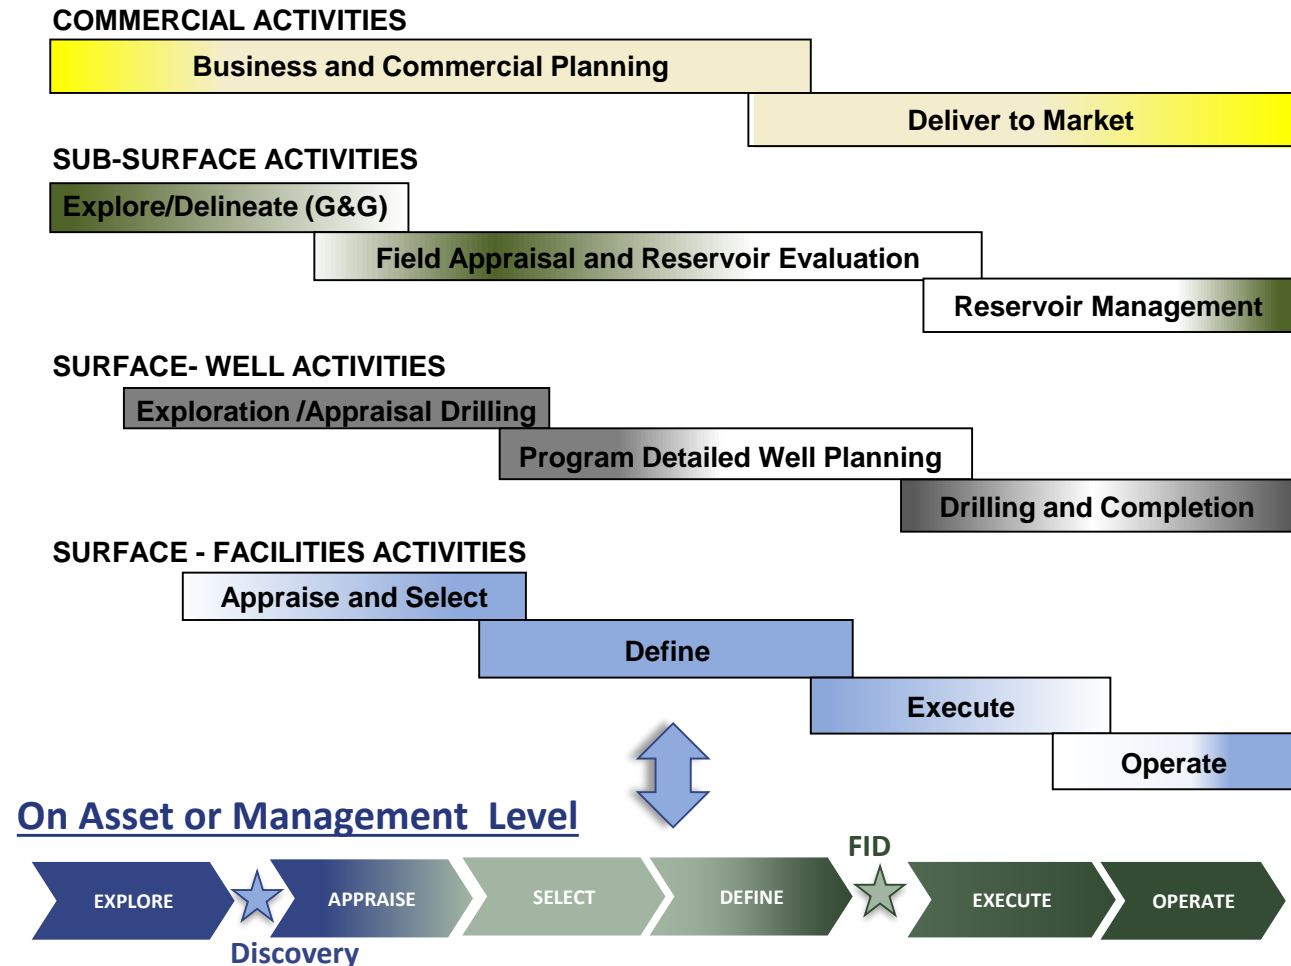 COMMERCIAL ACTIVITIES
Business and Commercial Planning
Deliver to Market
SUB-SURFACE ACTIVITIES
Explore/Delineate (G&G)
Field Appraisal and Reservoir Evaluation
Reservoir Management
SURFACE- WELL ACTIVITIES
Exploration /Appraisal Drilling
Program Detailed Well Planning
Drilling and Completion
SURFACE - FACILITIES ACTIVITIES
Appraise and Select
Define
Execute
Operate
On Asset or Management Level
FID
EXPLORE
APPRAISE
SELECT
DEFINE
EXECUTE
OPERATE
Discovery